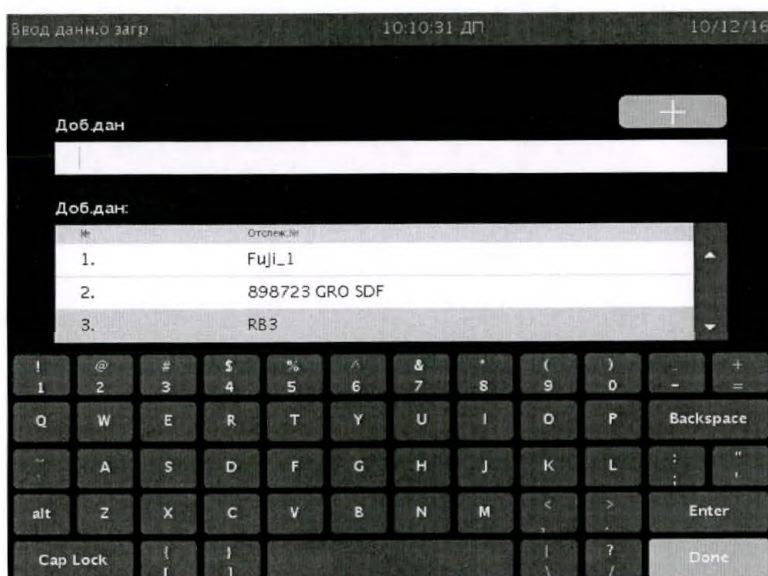 Ввод данн.о загр 10:10:31 ДП 10/12/16
+
Доб.дан
Доб.дан:
№ Отслеж.№
1. Fuji_1
2. 898723 GRO SDF
3. RB3
! @ # $ % ^ & * ( ) _ +
1 2 3 4 5 6 7 8 9 0 - =
Q W E R T Y U I O P Backspace
~ A S D F G H J K L : "
; '
alt Z X C V B N M < > Enter
, .
Cap Lock { } | ? Done
[ ] \ /